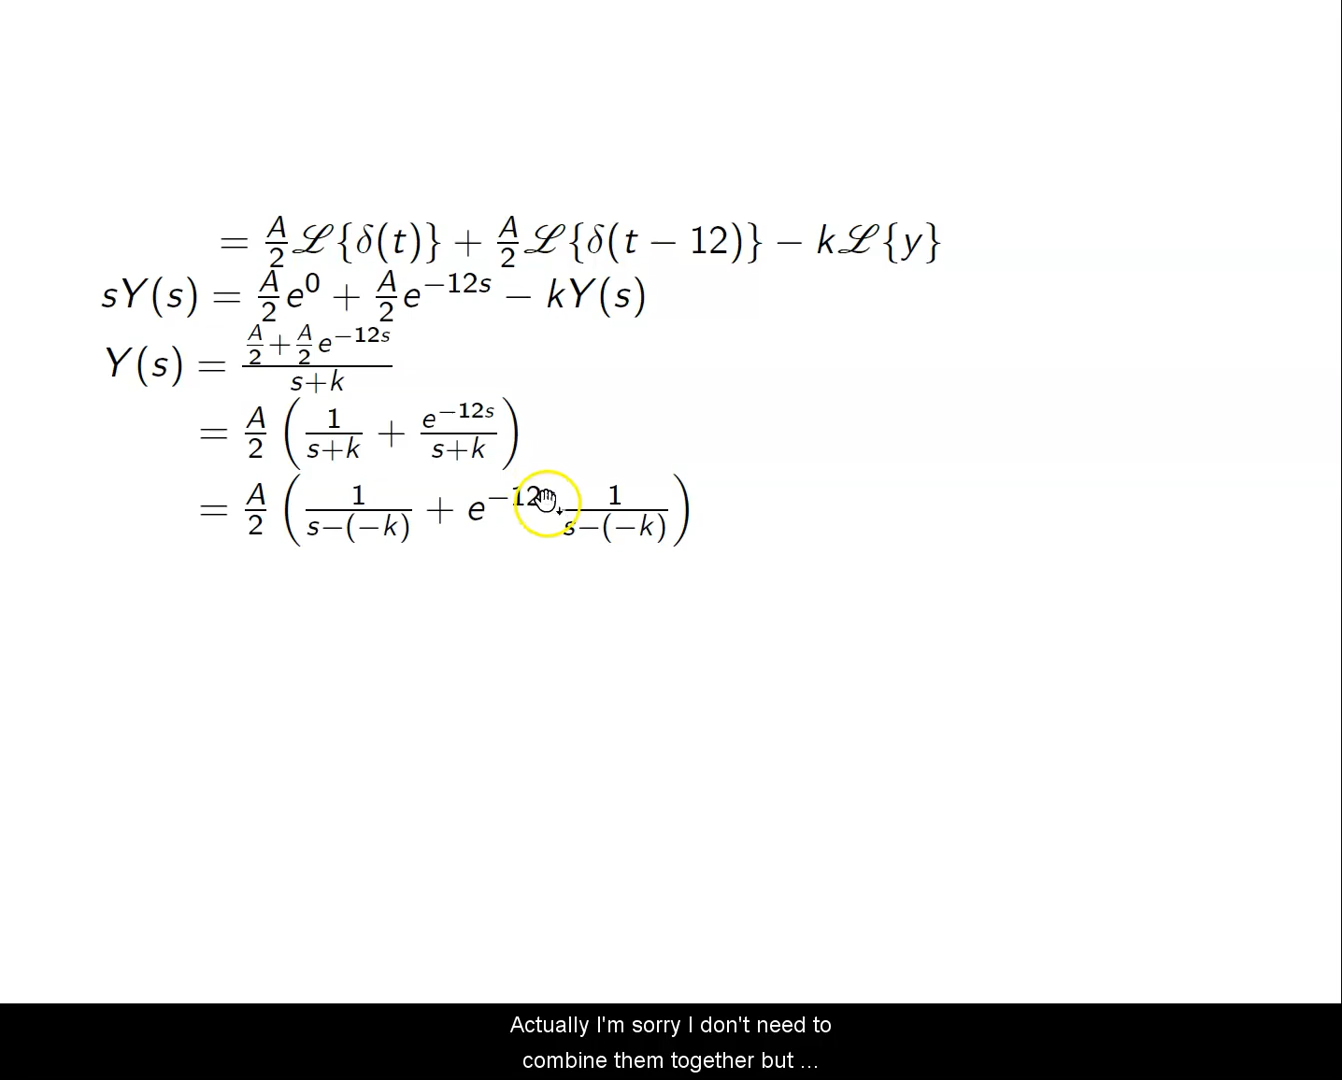 = A/2 ℒ{δ(t)} + A/2 ℒ{δ(t − 12)} − kℒ{y}
sY(s) = A/2 e^0 + A/2 e^{−12s} − kY(s)
Y(s) = (A/2 + A/2 e^{−12s}) / (s+k)
= A/2 (1/(s+k) + e^{−12s}/(s+k))
= A/2 (1/(s−(−k)) + e^{−12} 1/(s−(−k)))
Actually I'm sorry I don't need to
combine them together but ...